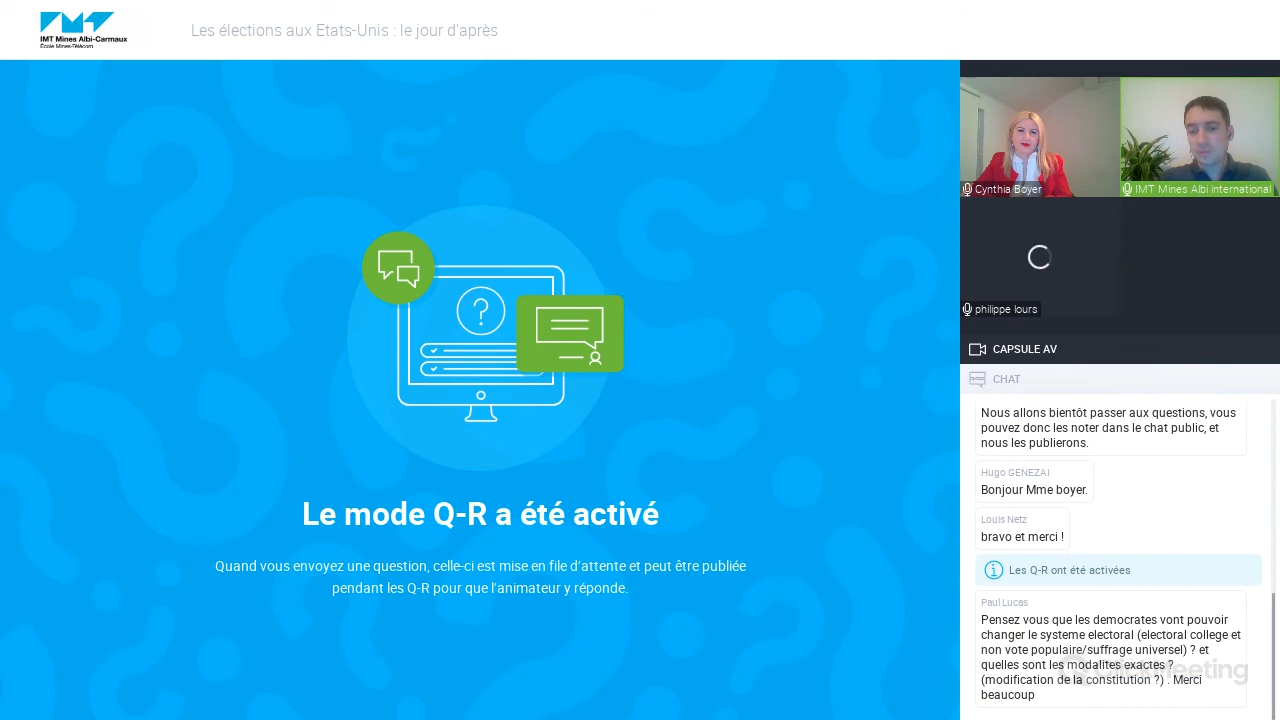 IMT Mines Albi-Carmaux
École Mines-Télécom
Les élections aux Etats-Unis : le jour d'après
Le mode Q-R a été activé
Quand vous envoyez une question, celle-ci est mise en file d'attente et peut être publiée
pendant les Q-R pour que l'animateur y réponde.
Cynthia Boyer
IMT Mines Albi international
philippe lours
CAPSULE AV
CHAT
Nous allons bientôt passer aux questions, vous
pouvez donc les noter dans le chat public, et
nous les publierons.
Hugo GENEZAI
Bonjour Mme boyer.
Louis Netz
bravo et merci !
Les Q-R ont été activées
Paul Lucas
Pensez vous que les democrates vont pouvoir
changer le systeme electoral (electoral college et
non vote populaire/suffrage universel) ? et
quelles sont les modalites exactes ?
(modification de la constitution ?) . Merci
beaucoup
ClickMeeting